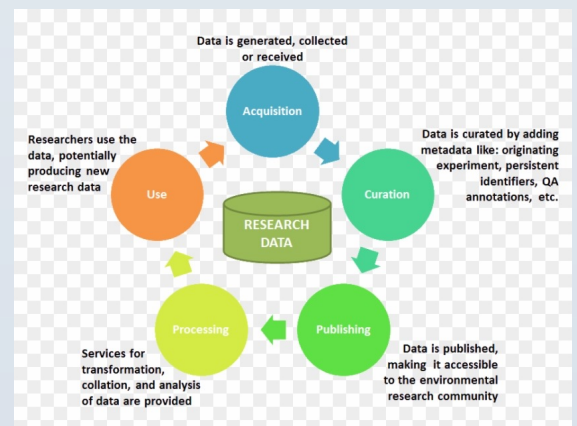 Data is generated, collected
or received
Acquisition
Data is curated by adding
metadata like: originating
experiment, persistent
identifiers, QA
annotations, etc.
Curation
Data is published,
making it accessible
to the environmental
research community
Publishing
Services for
transformation,
collation, and analysis
of data are provided
Processing
Researchers use the
data, potentially
producing new
research data
Use
RESEARCH
DATA